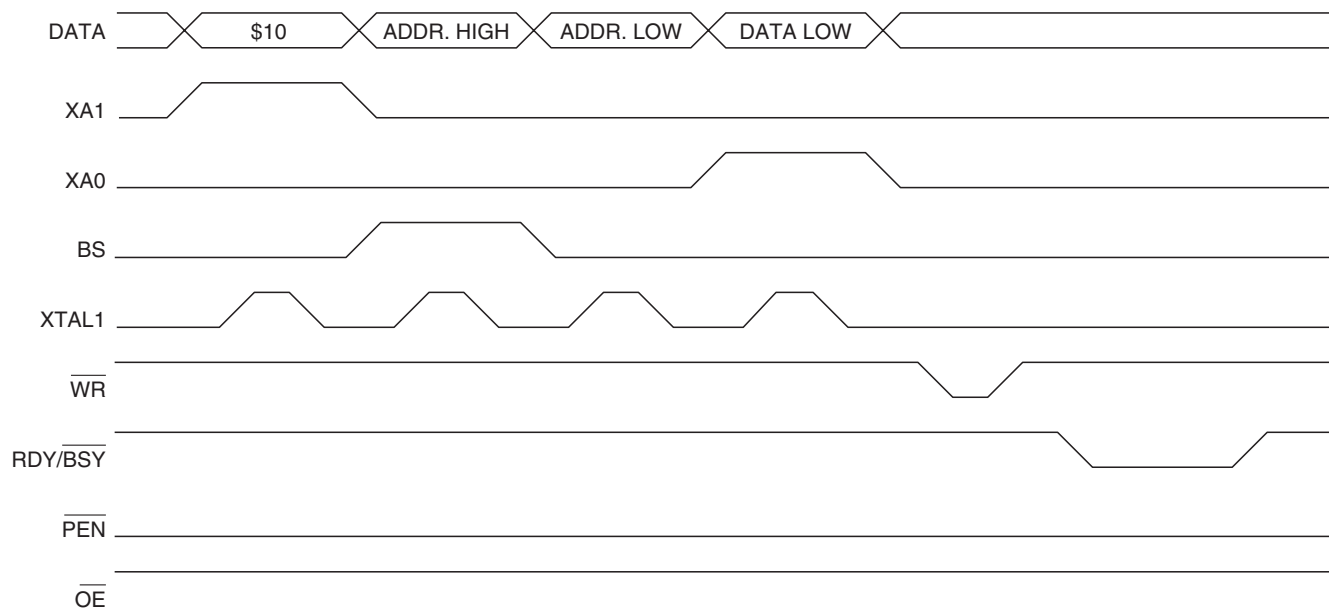 DATA $10 ADDR. HIGH ADDR. LOW DATA LOW
XA1
XA0
BS
XTAL1
WR
RDY/BSY
PEN
OE